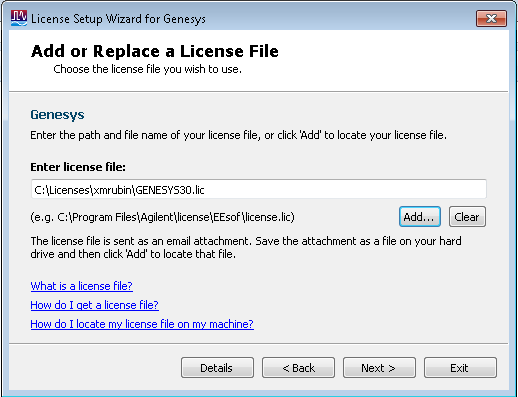 License Setup Wizard for Genesys
Add or Replace a License File
Choose the license file you wish to use.
Genesys
Enter the path and file name of your license file, or click 'Add' to locate your license file.
Enter license file:
C:\Licenses\xmrubin\GENESYS30.lic
(e.g. C:\Program Files\Agilent\license\EEsof\license.lic)
Add... Clear
The license file is sent as an email attachment. Save the attachment as a file on your hard
drive and then click 'Add' to locate that file.
What is a license file?
How do I get a license file?
How do I locate my license file on my machine?
Details < Back Next > Exit